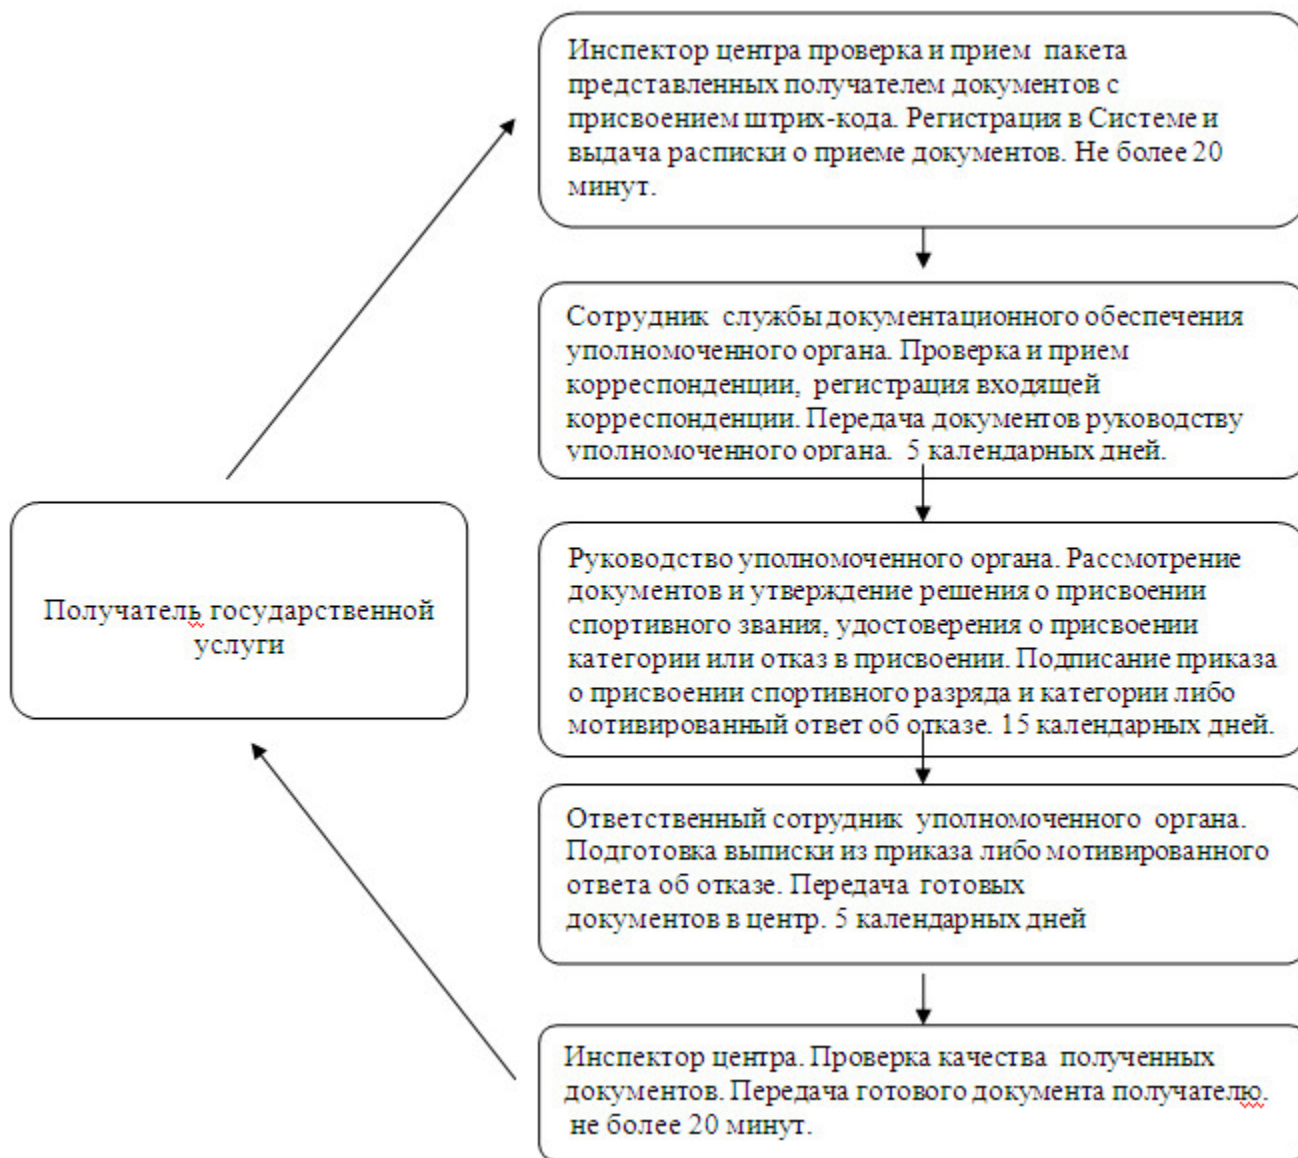 Инспектор центра проверка и прием пакета
представленных получателем документов с
присвоением штрих-кода. Регистрация в Системе и
выдача расписки о приеме документов. Не более 20
минут.
Сотрудник службы документационного обеспечения
уполномоченного органа. Проверка и прием
корреспонденции, регистрация входящей
корреспонденции. Передача документов руководству
уполномоченного органа. 5 календарных дней.
Получатель государственной
услуги
Руководство уполномоченного органа. Рассмотрение
документов и утверждение решения о присвоении
спортивного звания, удостоверения о присвоении
категории или отказ в присвоении. Подписание приказа
о присвоении спортивного разряда и категории либо
мотивированный ответ об отказе. 15 календарных дней.
Ответственный сотрудник уполномоченного органа.
Подготовка выписки из приказа либо мотивированного
ответа об отказе. Передача готовых
документов в центр. 5 календарных дней
Инспектор центра. Проверка качества полученных
документов. Передача готового документа получателю.
не более 20 минут.